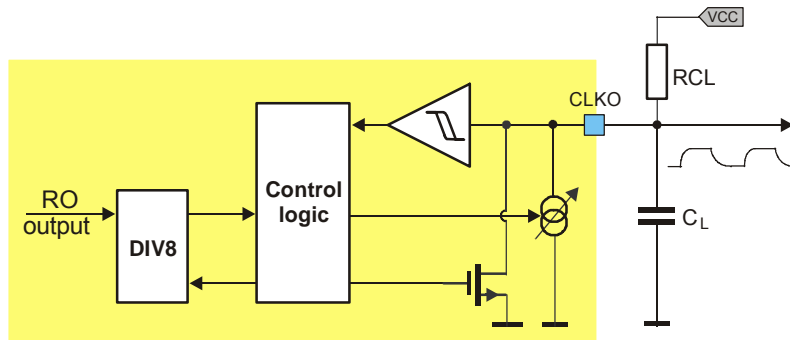 VCC
RCL
CLKO
Control
logic
RO
output
DIV8
CL